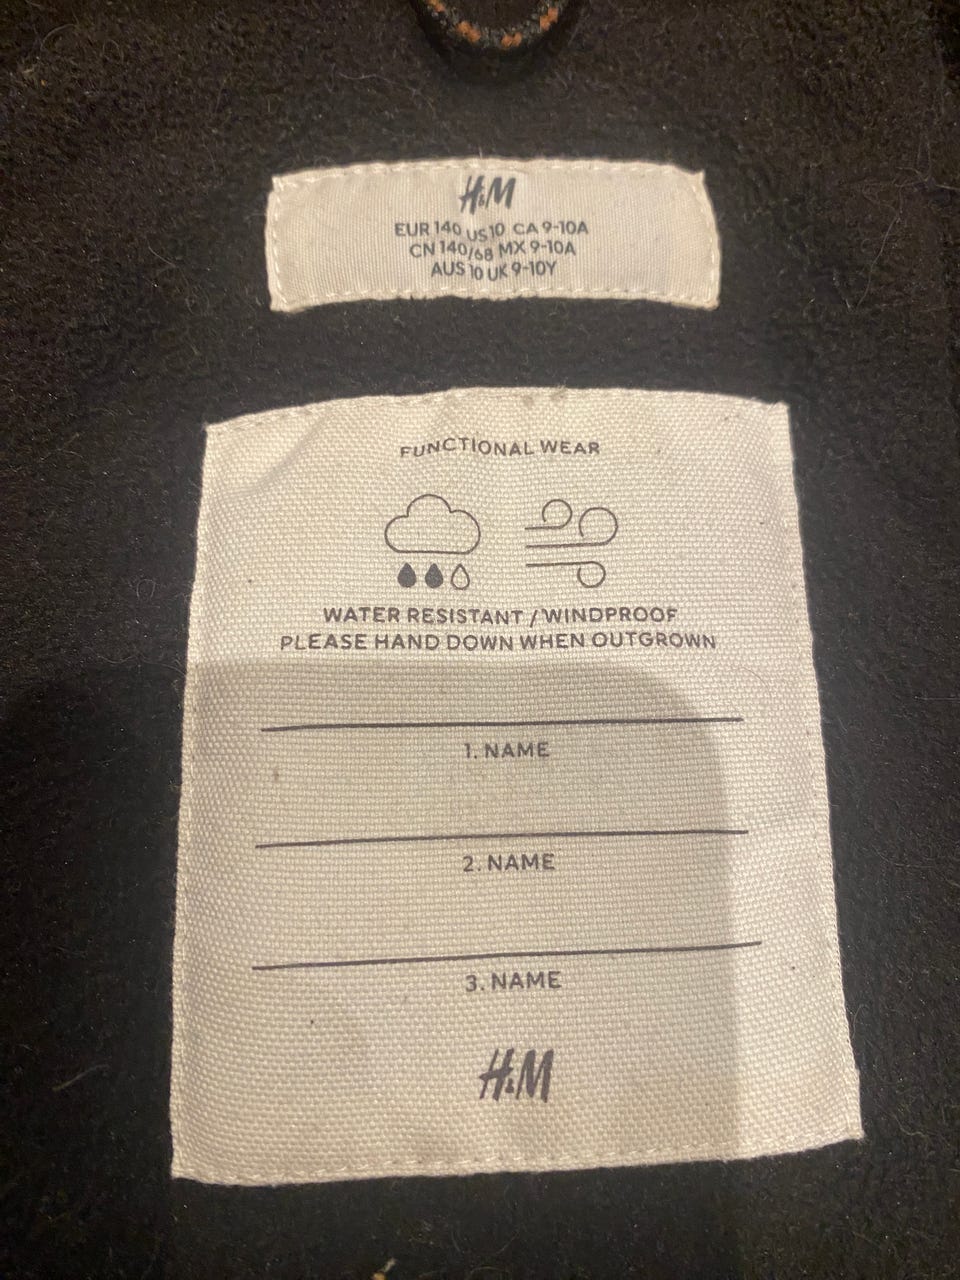 H&M
EUR 140 US 10 CA 9-10A
CN 140/68 MX 9-10A
AUS 10 UK 9-10Y
FUNCTIONAL WEAR
WATER RESISTANT / WINDPROOF
PLEASE HAND DOWN WHEN OUTGROWN
1. NAME
2. NAME
3. NAME
H&M